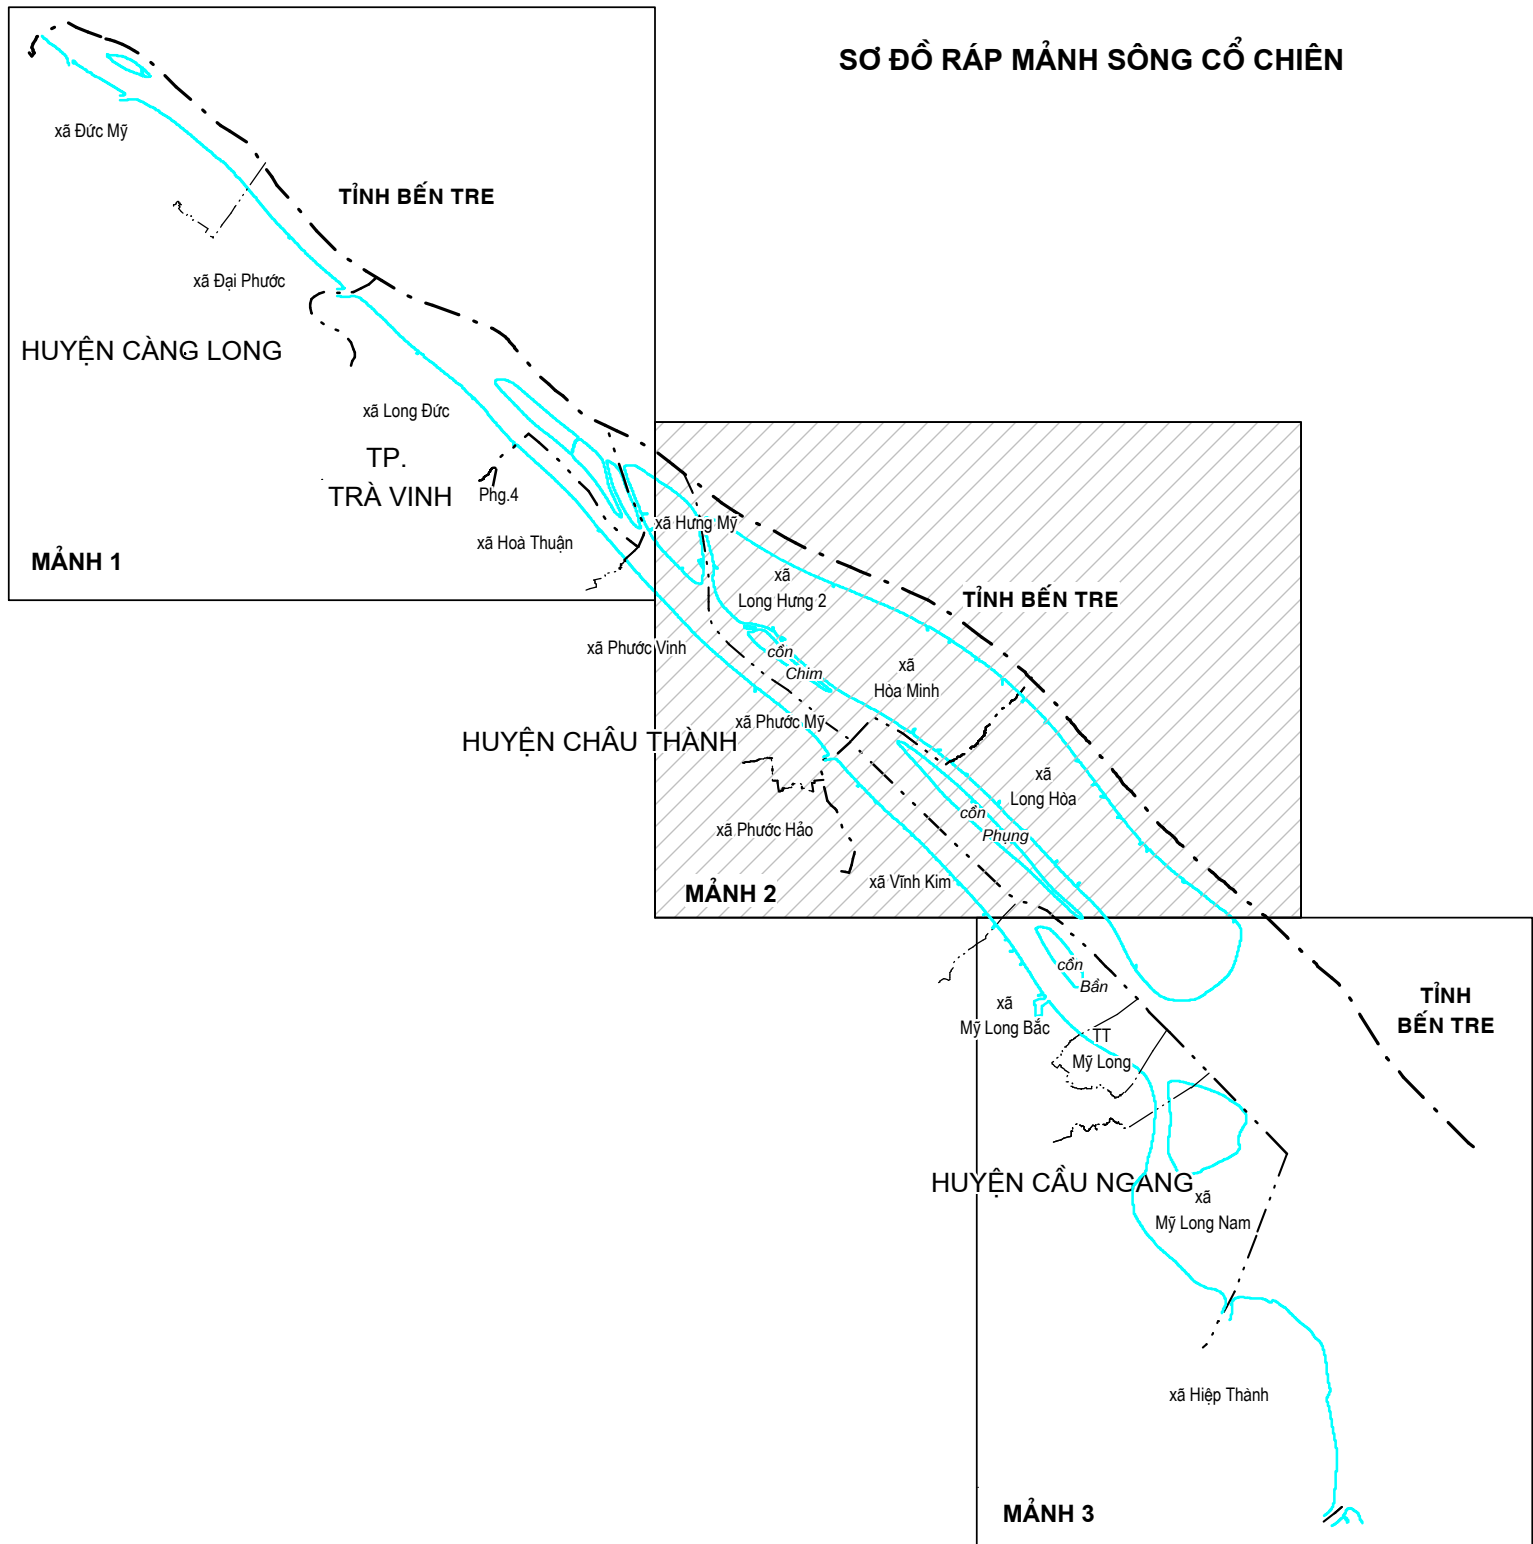 SƠ ĐỒ RÁP MẢNH SÔNG CỔ CHIÊN
xã Đức Mỹ
TỈNH BẾN TRE
xã Đại Phước
HUYỆN CÀNG LONG
xã Long Đức
TP.
TRÀ VINH
Phg.4
xã Hoà Thuận
MẢNH 1
xã Hưng Mỹ
xã
Long Hưng 2
TỈNH BẾN TRE
xã Phước Vinh
cồn
Chim
xã
Hòa Minh
xã Phước Mỹ
HUYỆN CHÂU THÀNH
xã
Long Hòa
cồn
Phụng
xã Phước Hảo
xã Vĩnh Kim
MẢNH 2
cồn
Bần
xã
Mỹ Long Bắc
TỈNH
BẾN TRE
TT
Mỹ Long
HUYỆN CẦU NGANG
xã
Mỹ Long Nam
xã Hiệp Thành
MẢNH 3